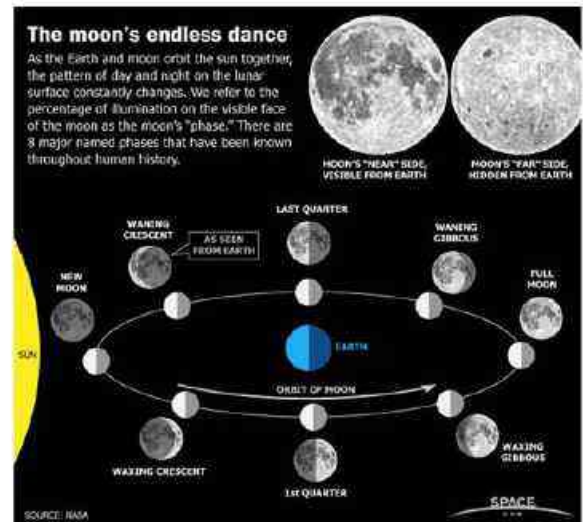 The moon's endless dance
As the Earth and moon orbit the sun together,
the pattern of day and night on the lunar
surface constantly changes. We refer to the
percentage of illumination on the visible face
of the moon as the moon's "phase." There are
8 major named phases that have been known
throughout human history.
MOON'S "NEAR" SIDE,
VISIBLE FROM EARTH
MOON'S "FAR" SIDE,
HIDDEN FROM EARTH
LAST QUARTER
WANING
CRESCENT
AS SEEN
FROM EARTH
WANING
GIBBOUS
NEW
MOON
FULL
MOON
SUN
EARTH
ORBIT OF MOON
WAXING CRESCENT
1st QUARTER
WAXING
GIBBOUS
SOURCE: NASA
SPACE